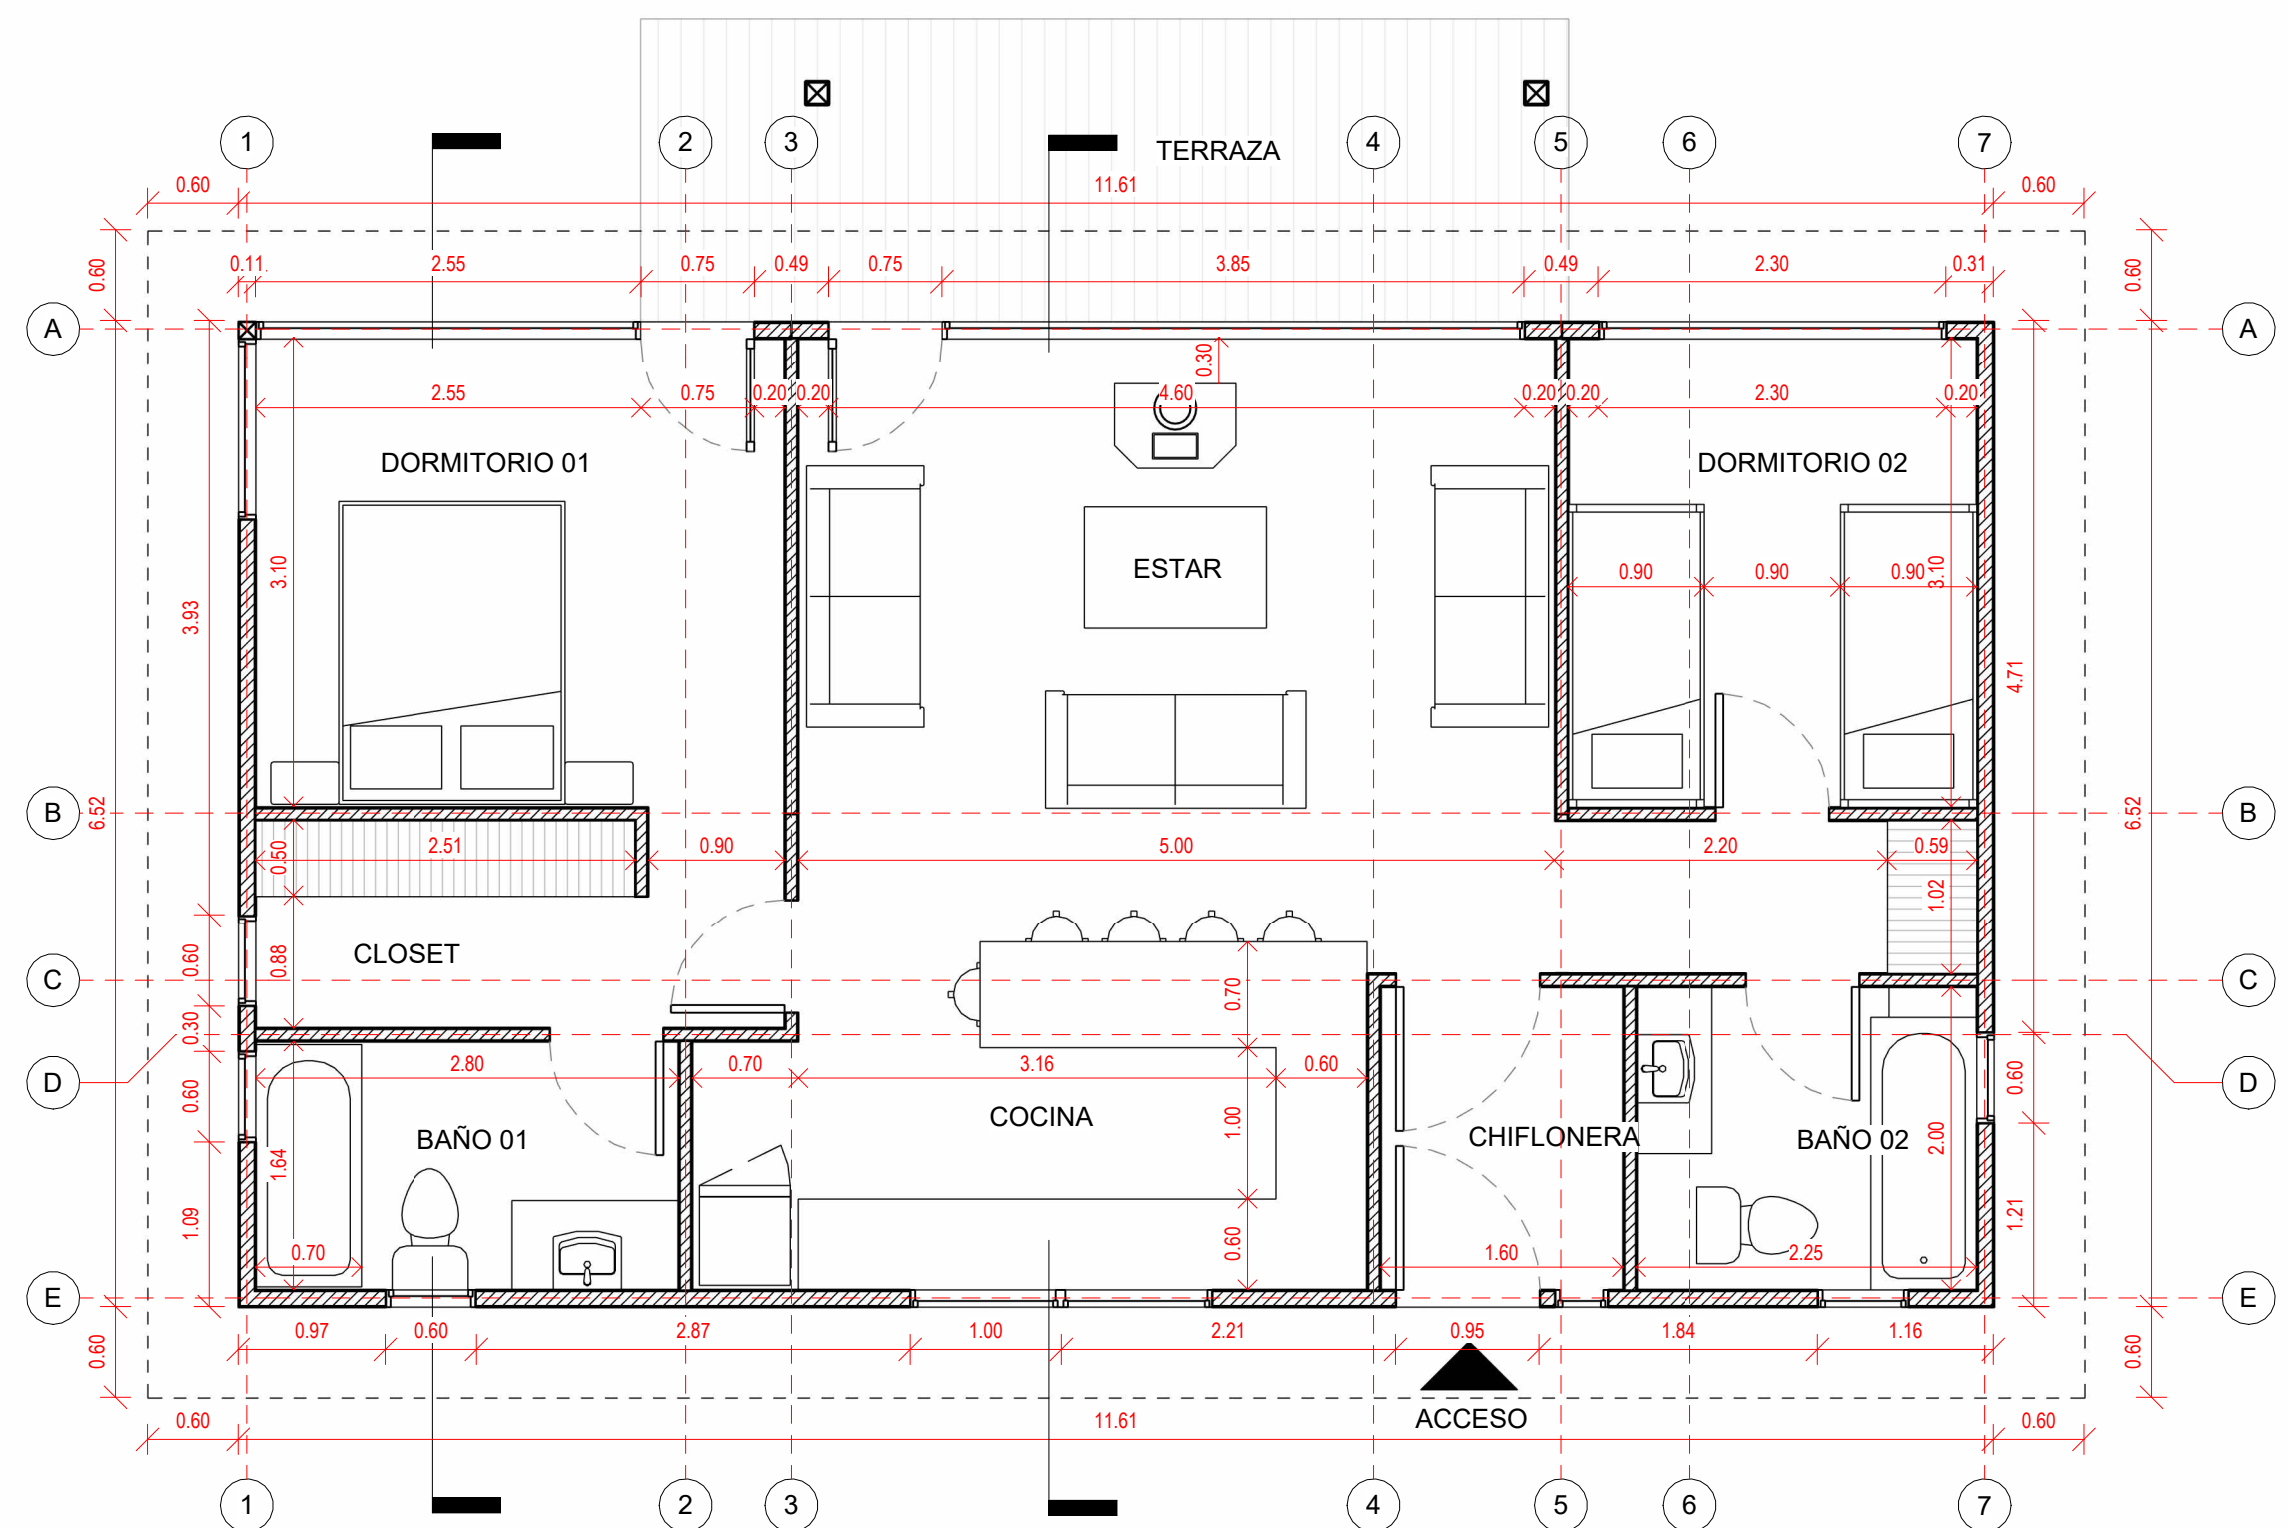 1 2 3 4 5 6 7
TERRAZA
0.60 11.61 0.60
0.11 2.55 0.75 0.49 0.75 3.85 0.49 2.30 0.31
0.60 0.60
A A
0.30
2.55 0.75 0.20 0.20 4.60 0.20 0.20 2.30 0.20
DORMITORIO 01 DORMITORIO 02
3.93 3.10 ESTAR 0.90 0.90 0.90 3.10
4.71
B 6.52 6.52 B
0.50 2.51 0.90 5.00 2.20 0.59
1.02
CLOSET
0.60 0.88 0.70
C C
0.30
2.80 0.70 3.16 0.60
D 0.60 0.60 D
COCINA
1.00
BAÑO 01 CHIFLONERA BAÑO 02
1.64 2.00
1.09 1.21
0.70 0.60 1.60 2.25
E E
0.97 0.60 2.87 1.00 2.21 0.95 1.84 1.16
0.60 0.60
ACCESO
0.60 11.61 0.60
1 2 3 4 5 6 7